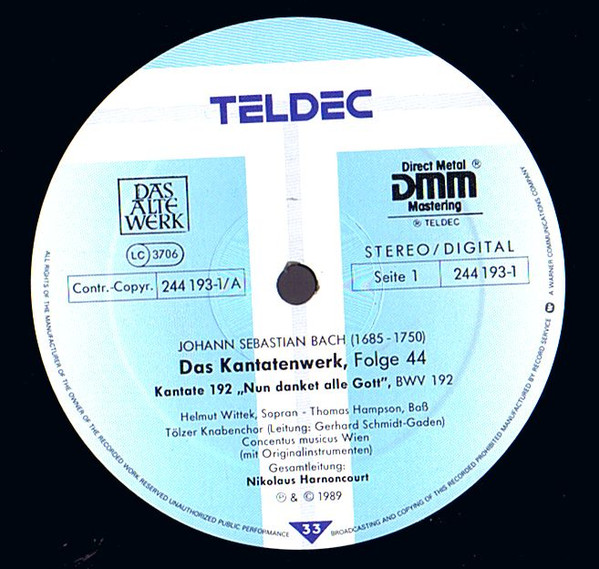 TELDEC
DAS
ALTE
WERK
LC 3706
Direct Metal ®
DMM
Mastering
® TELDEC
STEREO/DIGITAL
Contr.-Copyr. 244 193-1/A
Seite 1 244 193-1
JOHANN SEBASTIAN BACH (1685-1750)
Das Kantatenwerk, Folge 44
Kantate 192 „Nun danket alle Gott”, BWV 192
Helmut Wittek, Sopran - Thomas Hampson, Baß
Tölzer Knabenchor (Leitung: Gerhard Schmidt-Gaden)
Concentus musicus Wien
(mit Originalinstrumenten)
Gesamtleitung:
Nikolaus Harnoncourt
℗ & © 1989
33
ALL RIGHTS OF THE MANUFACTURER AND OF THE OWNER OF THE RECORDED WORK RESERVED UNAUTHORIZED PUBLIC PERFORMANCE BROADCASTING AND COPYING OF THIS RECORDING PROHIBITED MANUFACTURED BY RECORD SERVICE A WARNER COMMUNICATIONS COMPANY